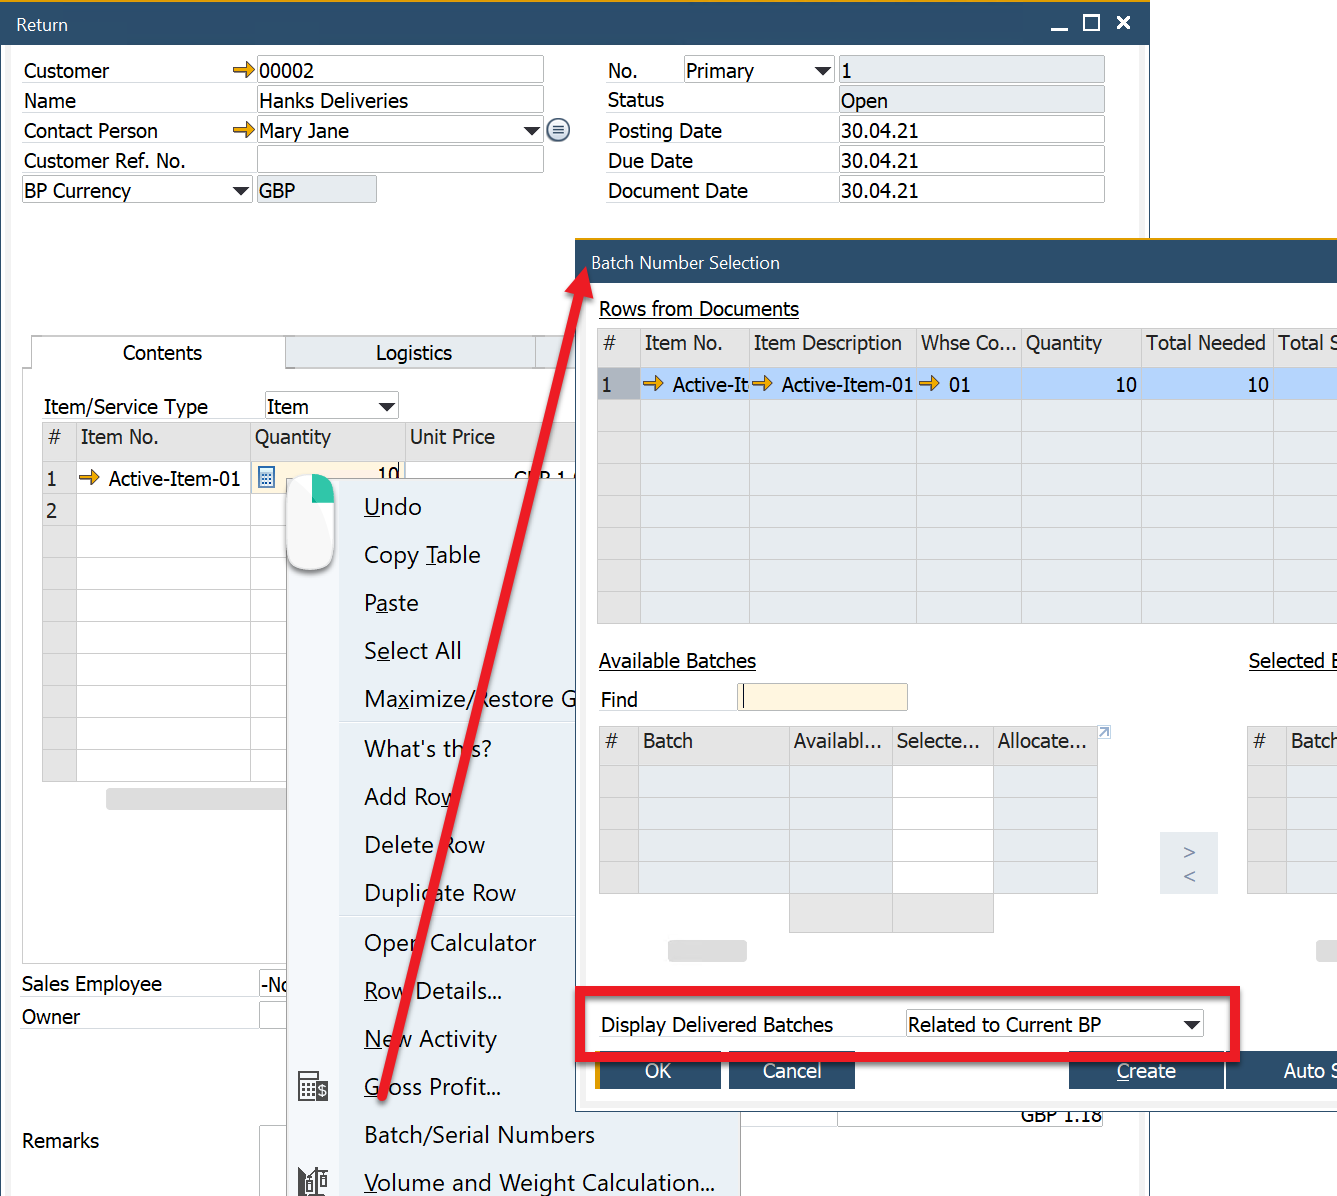 Return
Customer 00002 No. Primary 1
Name Hanks Deliveries Status Open
Contact Person Mary Jane Posting Date 30.04.21
Customer Ref. No. Due Date 30.04.21
BP Currency GBP Document Date 30.04.21
Contents Logistics
Item/Service Type Item
# Item No. Quantity Unit Price
1 Active-Item-01 10
2
Undo
Copy Table
Paste
Select All
Maximize/Restore G
What's this?
Add Row
Delete Row
Duplicate Row
Open Calculator
Row Details...
New Activity
Gross Profit...
Batch/Serial Numbers
Volume and Weight Calculation...
Sales Employee -No
Owner
Remarks
GBP 1.18
Batch Number Selection
Rows from Documents
# Item No. Item Description Whse Co... Quantity Total Needed Total S
1 Active-It Active-Item-01 01 10 10
Available Batches Selected B
Find
# Batch Availabl... Selecte... Allocate... # Batch
>
<
Display Delivered Batches Related to Current BP
OK Cancel Create Auto S